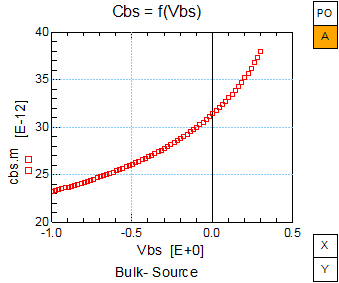 Cbs = f(Vbs)
PO
A
40
35
30
25
20
cbs.m [E-12]
-1.0 -0.5 0.0 0.5
Vbs [E+0]
Bulk- Source
X
Y